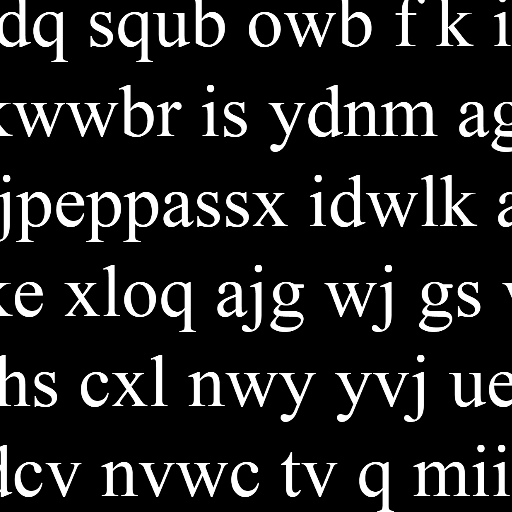 dq squb owb f k i
kwwbr is ydnm ag
jpeppassx idwlk a
ke xloq ajg wj gs
hs cxl nwy yvj ue
dcv nvwc tv q mii